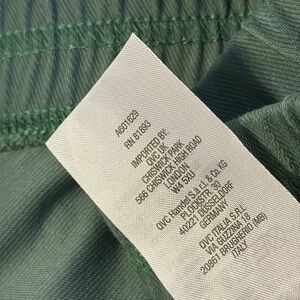 A601629
RN 81893
IMPORTED BY:
QVC UK
CHISWICK PARK
566 CHISWICK HIGH ROAD
LONDON
W4 5XU
QVC Handel S.à r.l. & Co. KG
PLOCKSTR. 30
40221 DÜSSELDORF
GERMANY
QVC ITALIA S.R.L.
VIA GUZZINA 18
20861 BRUGHERIO (MB)
ITALY